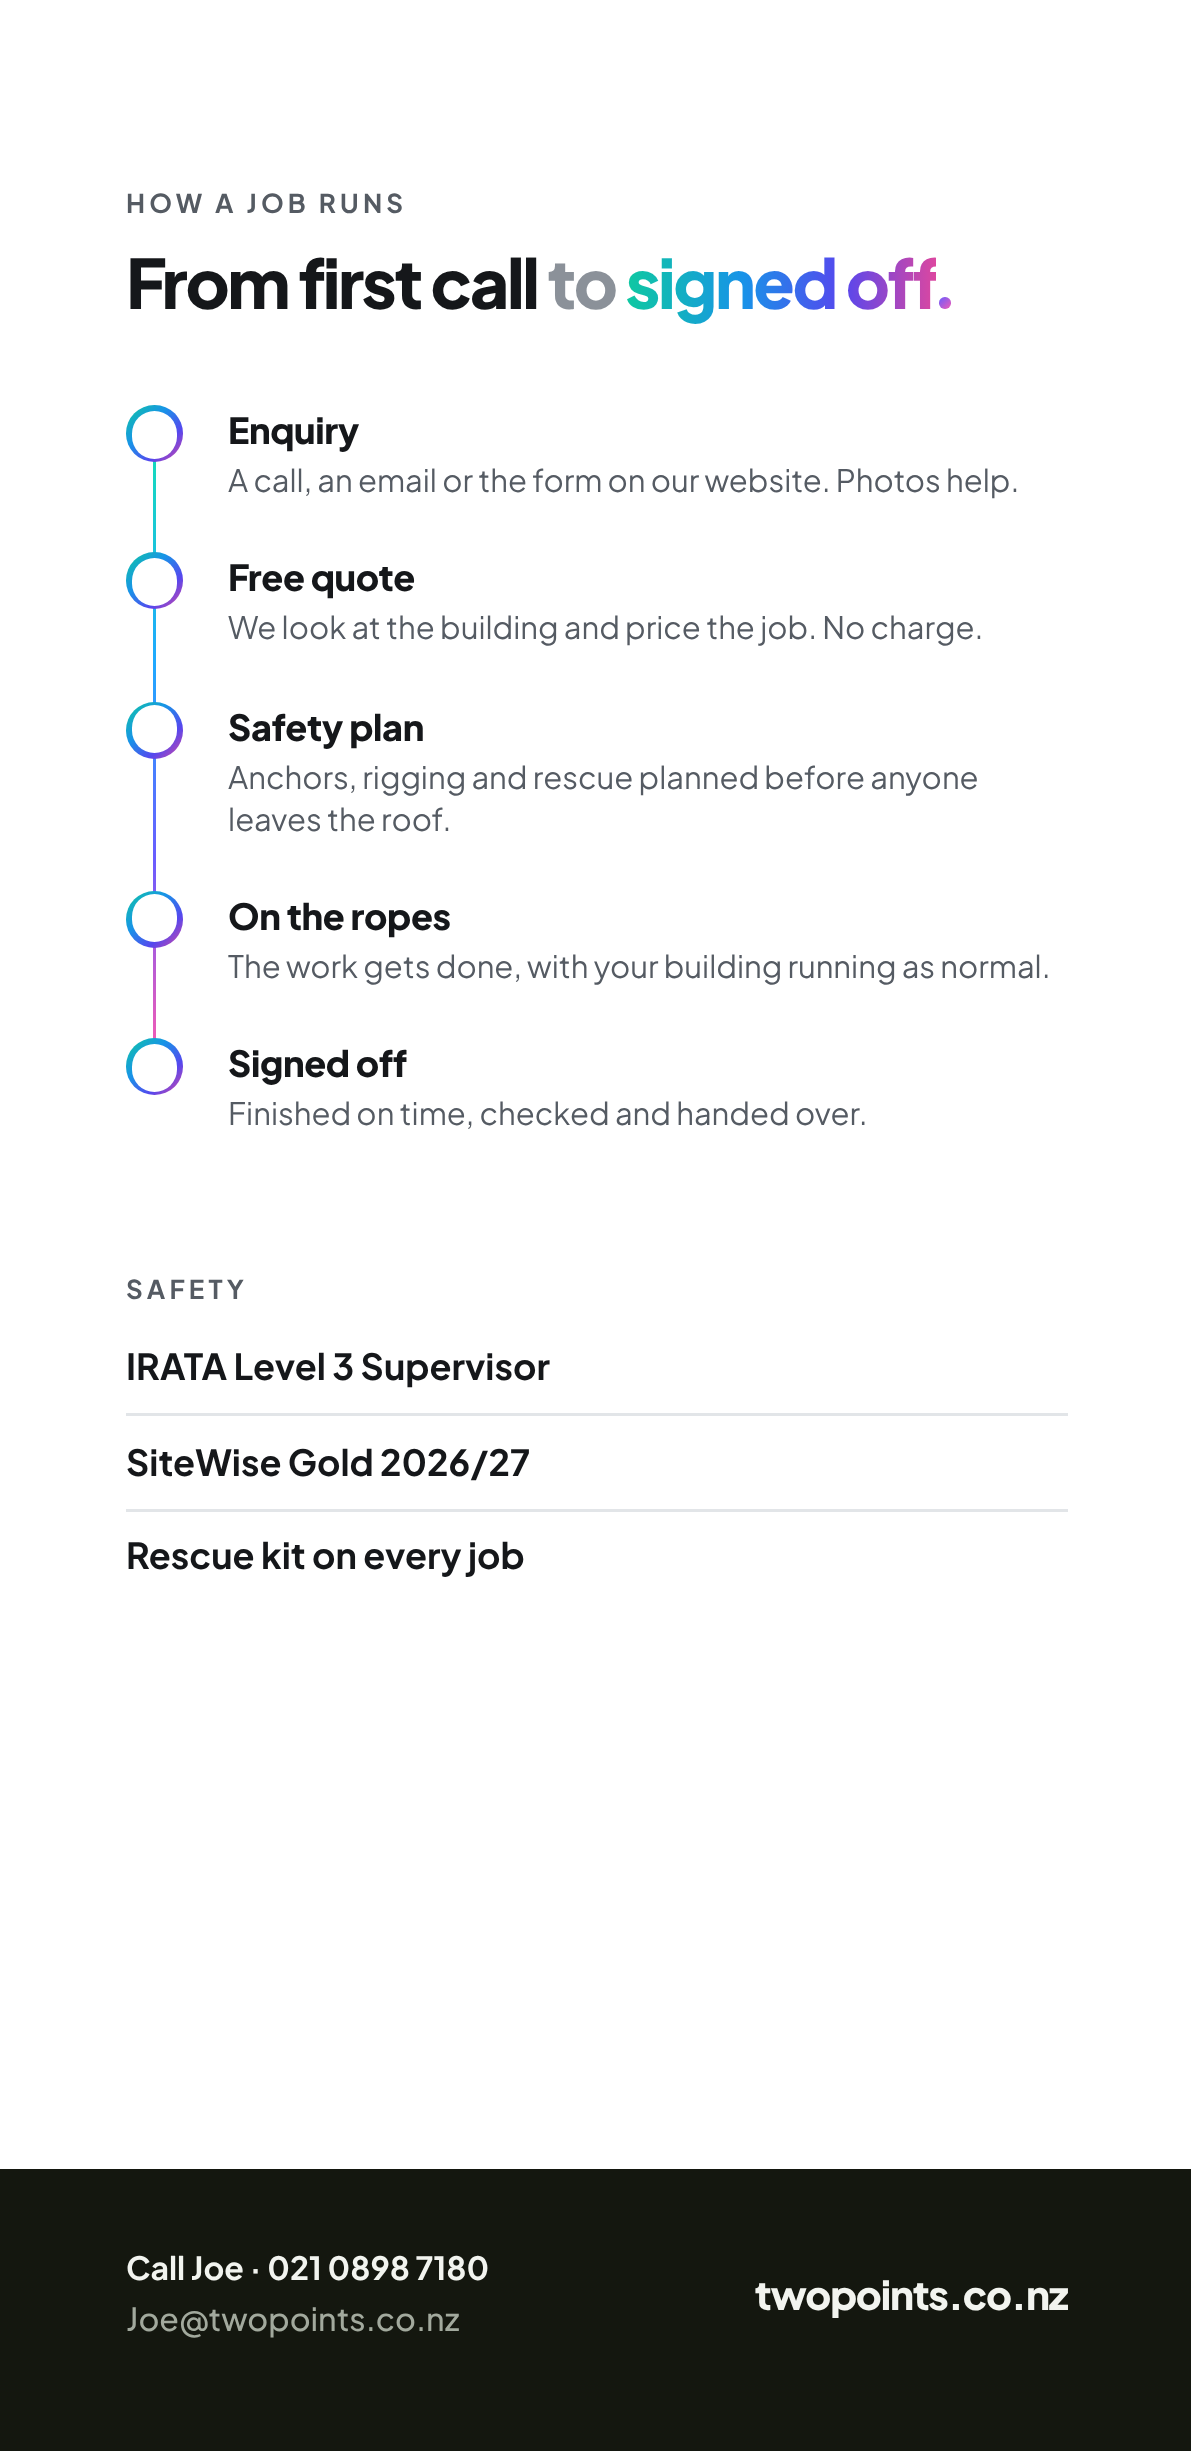 HOW A JOB RUNS
From first call to signed off.
Enquiry
A call, an email or the form on our website. Photos help.
Free quote
We look at the building and price the job. No charge.
Safety plan
Anchors, rigging and rescue planned before anyone
leaves the roof.
On the ropes
The work gets done, with your building running as normal.
Signed off
Finished on time, checked and handed over.
SAFETY
IRATA Level 3 Supervisor
SiteWise Gold 2026/27
Rescue kit on every job
Call Joe · 021 0898 7180
Joe@twopoints.co.nz
twopoints.co.nz